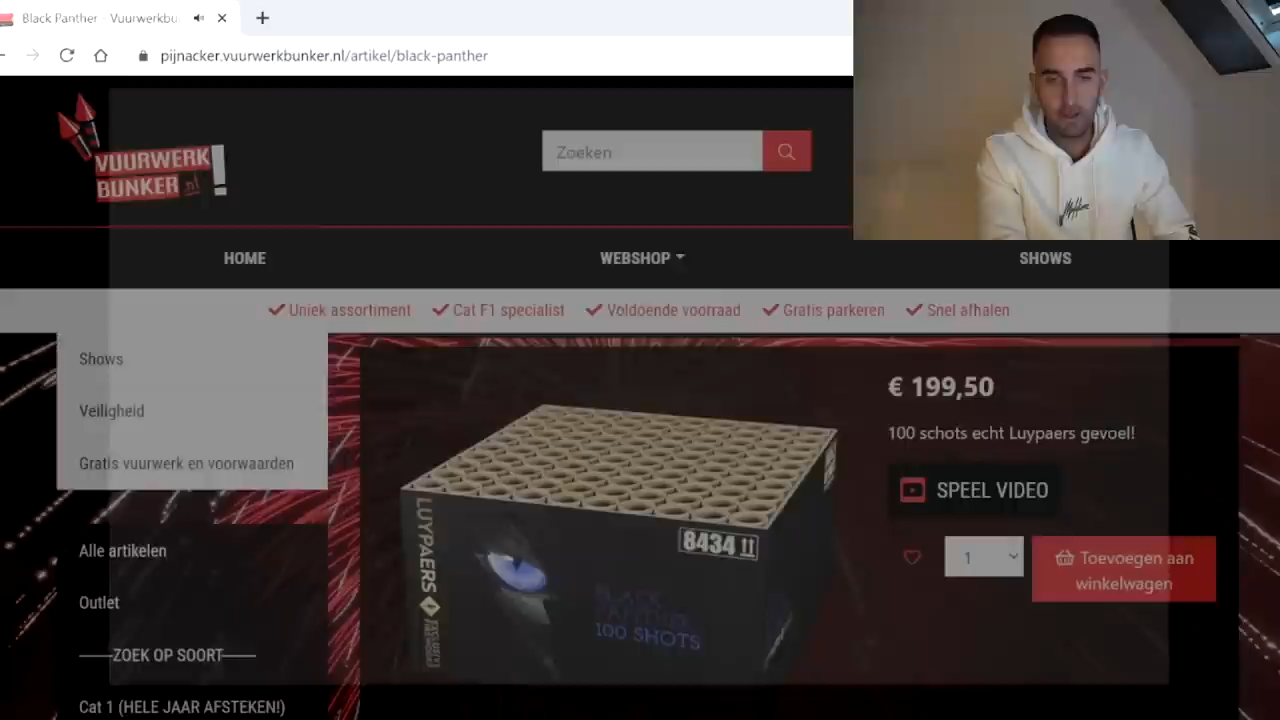 Black Panther - Vuurwerkbu
pijnacker.vuurwerkbunker.nl/artikel/black-panther
VUURWERK
BUNKER.nl!
Zoeken
HOME
WEBSHOP
SHOWS
Uniek assortiment
Cat F1 specialist
Voldoende voorraad
Gratis parkeren
Snel afhalen
Shows
Veiligheid
Gratis vuurwerk en voorwaarden
Alle artikelen
Outlet
ZOEK OP SOORT
Cat 1 (HELE JAAR AFSTEKEN!)
LUYPAERS
8434
BLACK
PANTHER
100 SHOTS
€ 199,50
100 schots echt Luypaers gevoel!
SPEEL VIDEO
1
Toevoegen aan
winkelwagen